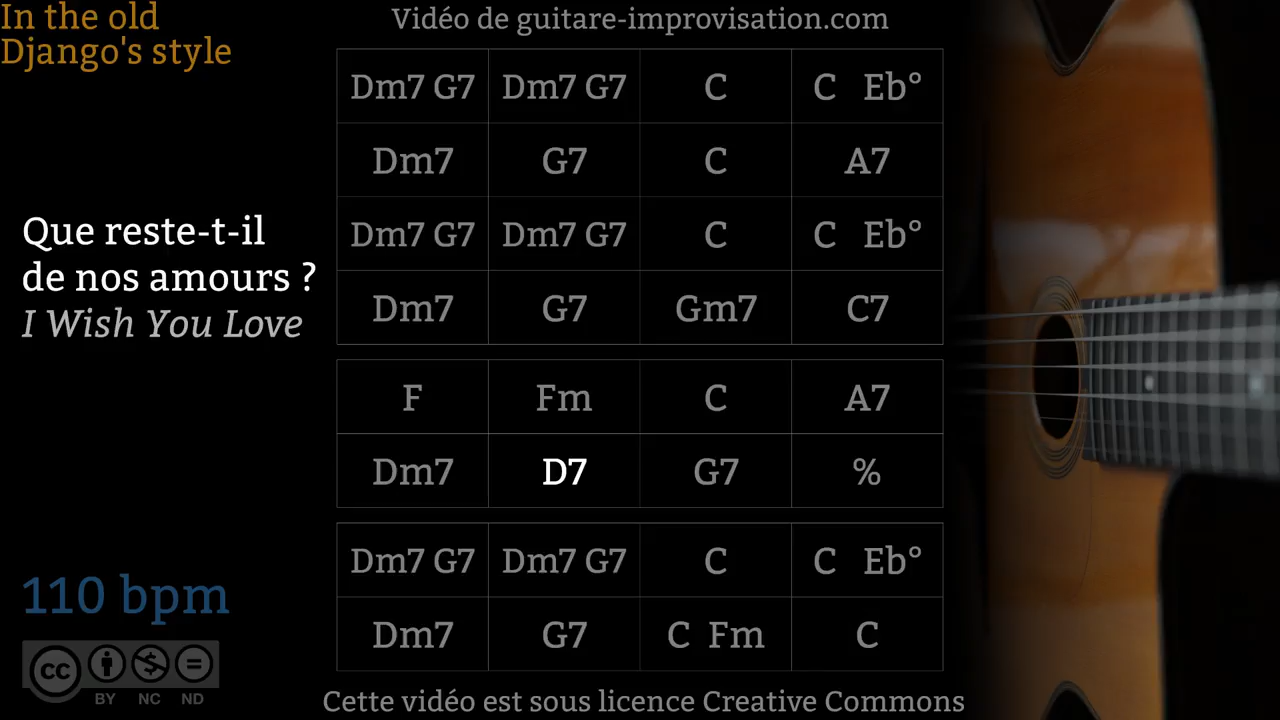 In the old
Django's style
Vidéo de guitare-improvisation.com
Dm7 G7 Dm7 G7 C C Eb°
Dm7 G7 C A7
Dm7 G7 Dm7 G7 C C Eb°
Dm7 G7 Gm7 C7
Que reste-t-il
de nos amours ?
I Wish You Love
F Fm C A7
Dm7 D7 G7 %
Dm7 G7 Dm7 G7 C C Eb°
Dm7 G7 C Fm C
110 bpm
cc
BY NC ND
Cette vidéo est sous licence Creative Commons